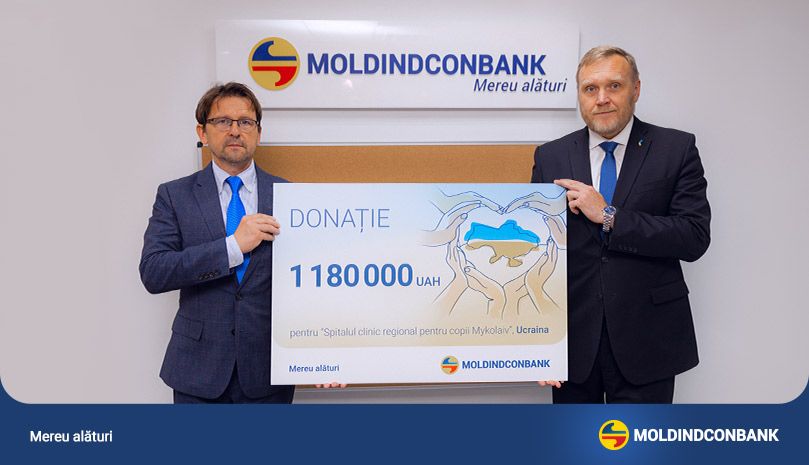 MOLDINDCONBANK
Mereu alături
DONAȚIE
1 180 000 UAH
pentru "Spitalul clinic regional pentru copii Mykolaiv", Ucraina
Mereu alături
MOLDINDCONBANK
Mereu alături
MOLDINDCONBANK